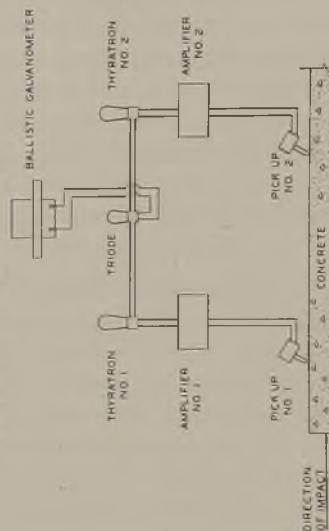 BALLISTIC GALVANOMETER
THYRATRON
NO. 2
AMPLIFIER
NO. 2
PICK UP
NO. 2
TRIODE
CONCRETE
THYRATRON
NO. 1
AMPLIFIER
NO. 1
PICK UP
NO. 1
DIRECTION
OF IMPACT